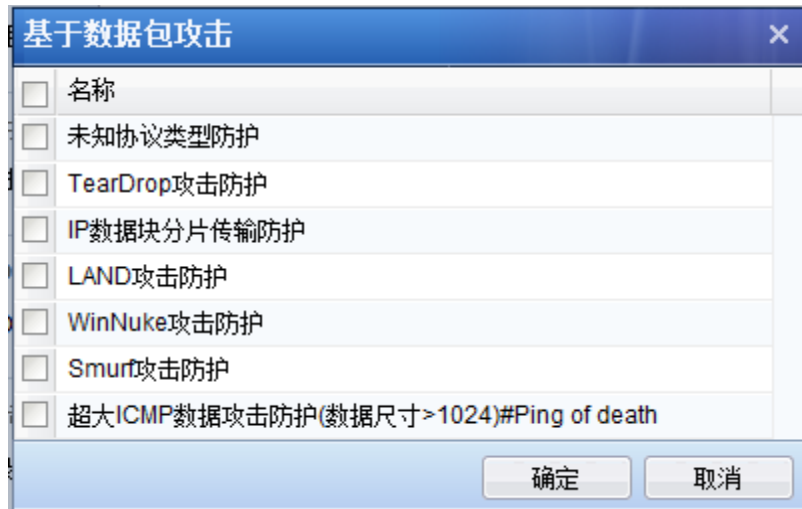 基于数据包攻击
名称
未知协议类型防护
TearDrop攻击防护
IP数据块分片传输防护
LAND攻击防护
WinNuke攻击防护
Smurf攻击防护
超大ICMP数据攻击防护(数据尺寸>1024)#Ping of death
确定 取消